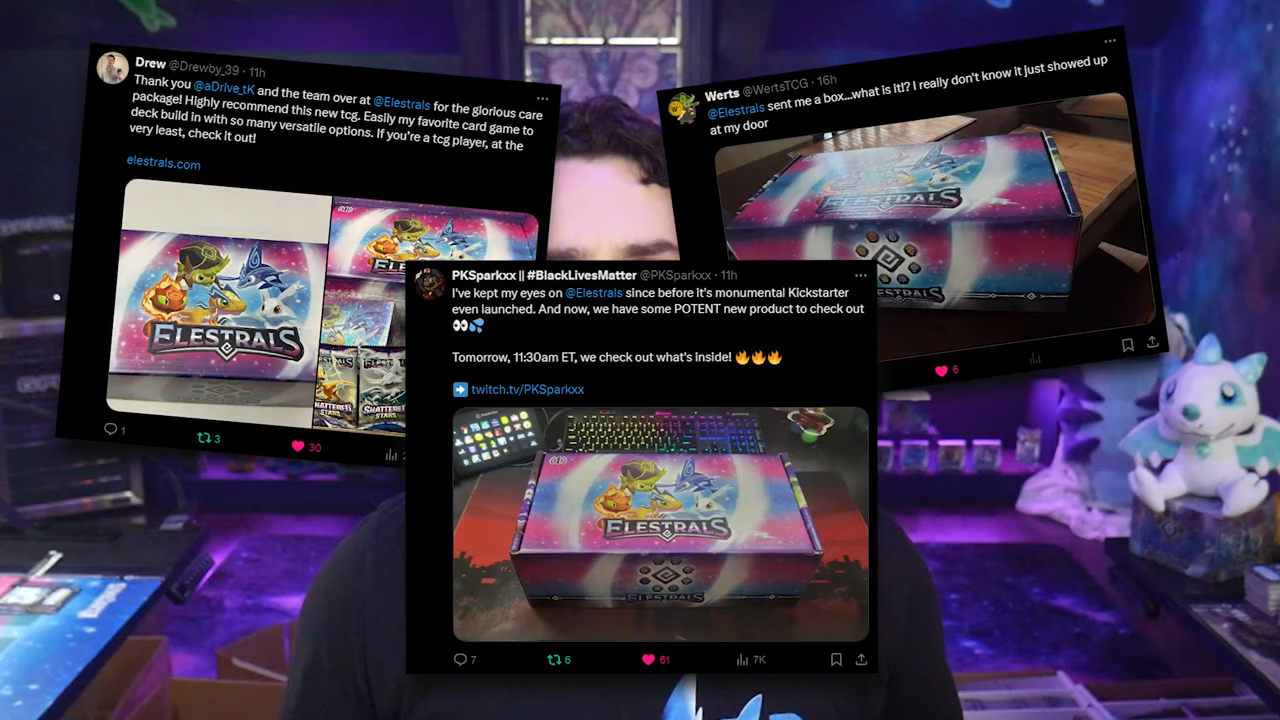 Drew @Drewby_39 · 11h
Thank you @aDrive_tK and the team over at @Elestrals for the glorious care
package! Highly recommend this new tcg. Easily my favorite card game to
deck build in with so many versatile options. If you're a tcg player, at the
very least, check it out!
elestrals.com
ELESTRALS
SHATTERED
STARS
SHATTERED
STARS
1
3
30
Werts @WertsTCG · 16h
@Elestrals sent me a box...what is it!? I really don't know it just showed up
at my door
ELESTRALS
ELESTRALS
6
PKSparkxx || #BlackLivesMatter @PKSparkxx · 11h
I've kept my eyes on @Elestrals since before it's monumental Kickstarter
even launched. And now, we have some POTENT new product to check out
👀💦
Tomorrow, 11:30am ET, we check out what's inside! 🔥🔥🔥
➡️ twitch.tv/PKSparkxx
ELESTRALS
ELESTRALS
7
6
61
7K